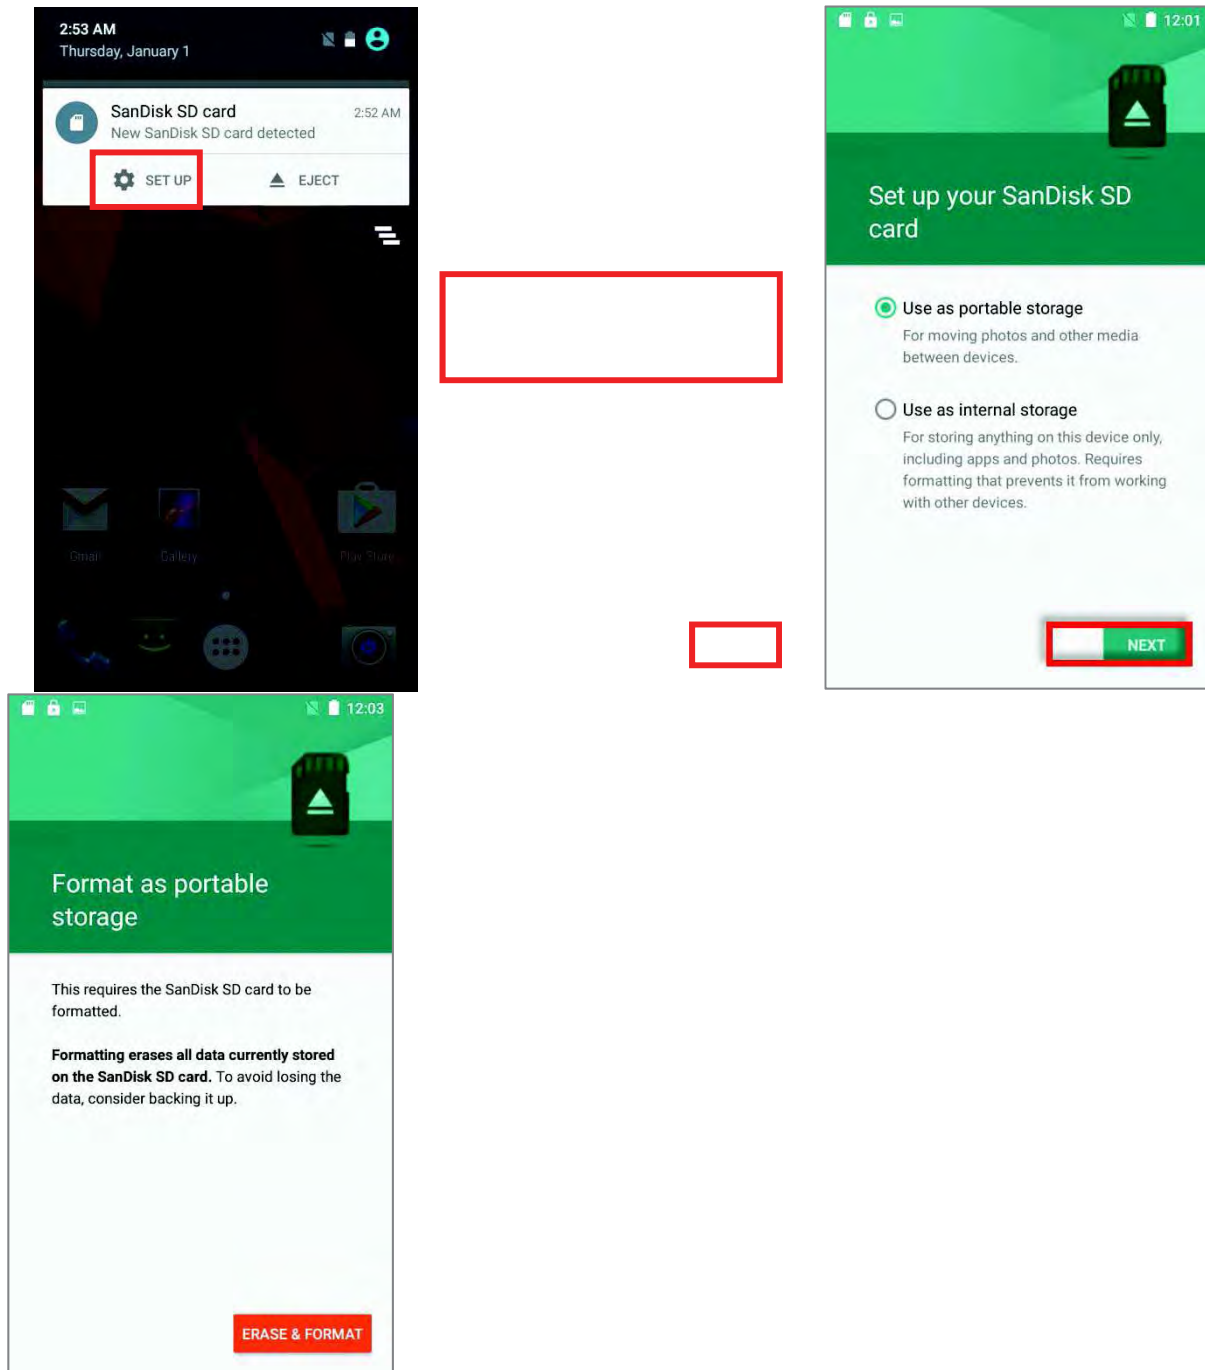 2:53 AM
Thursday, January 1
SanDisk SD card
2:52 AM
New SanDisk SD card detected
SET UP
EJECT
Gmail
Gallery
Play Store
12:01
Set up your SanDisk SD
card
Use as portable storage
For moving photos and other media
between devices.
Use as internal storage
For storing anything on this device only,
including apps and photos. Requires
formatting that prevents it from working
with other devices.
NEXT
12:03
Format as portable
storage
This requires the SanDisk SD card to be
formatted.
Formatting erases all data currently stored
on the SanDisk SD card. To avoid losing the
data, consider backing it up.
ERASE & FORMAT